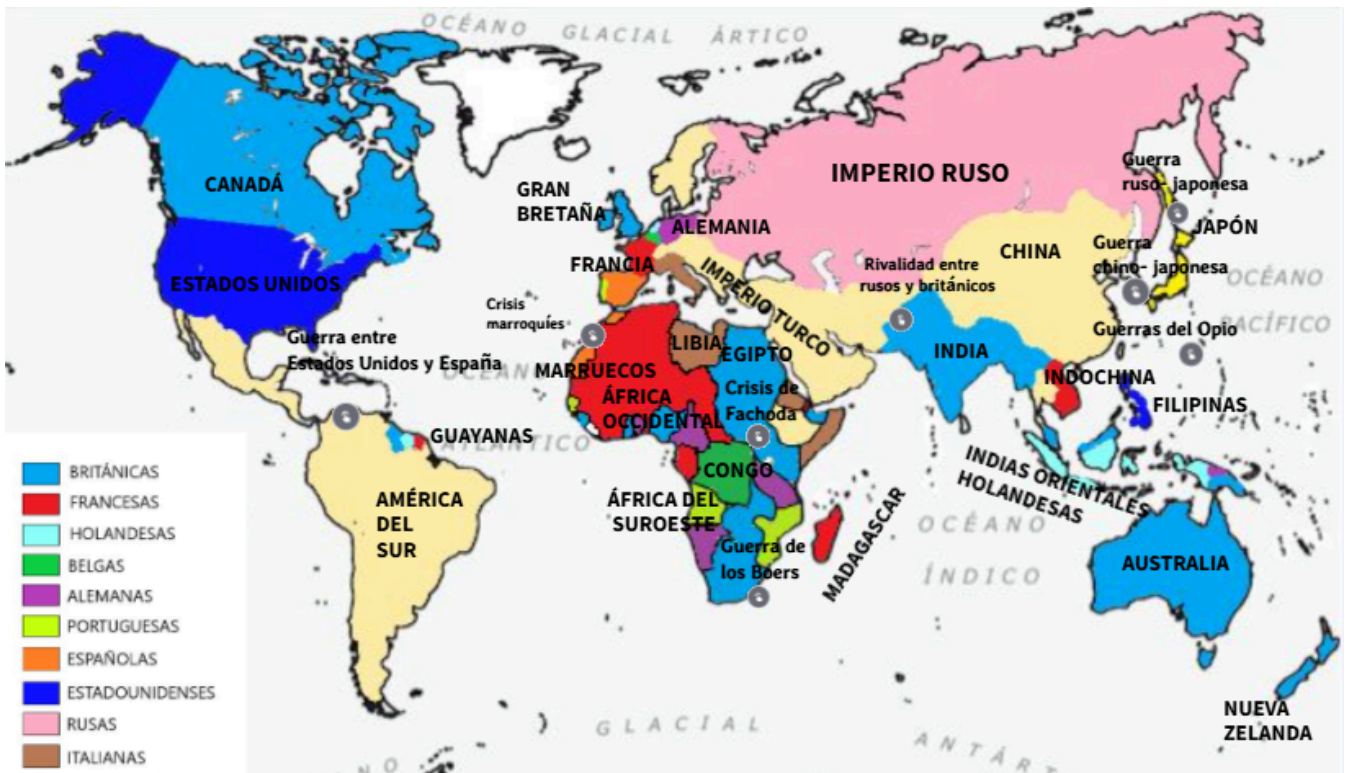 OCÉANO GLACIAL ÁRTICO
CANADÁ
GRAN
BRETAÑA
ALEMANIA
IMPERIO RUSO
Guerra
ruso- japonesa
JAPÓN
ESTADOS UNIDOS
FRANCIA
IMPERIO TURCO
CHINA
Guerra
chino- japonesa
Rivalidad entre
rusos y británicos
OCÉANO
PACÍFICO
Crisis
marroquíes
Guerra entre
Estados Unidos y España
OCÉANO
ATLÁNTICO
LIBIA
EGIPTO
INDIA
Guerras del Opio
MARRUECOS
ÁFRICA
OCCIDENTAL
Crisis de
Fachoda
INDOCHINA
FILIPINAS
GUAYANAS
CONGO
INDIAS ORIENTALES
HOLANDESAS
AMÉRICA
DEL
SUR
ÁFRICA DEL
SUROESTE
MADAGASCAR
OCÉANO
ÍNDICO
Guerra de
los Boers
AUSTRALIA
NUEVA
ZELANDA
GLACIAL
BRITÁNICAS
FRANCESAS
HOLANDESAS
BELGAS
ALEMANAS
PORTUGUESAS
ESPAÑOLAS
ESTADOUNIDENSES
RUSAS
ITALIANAS